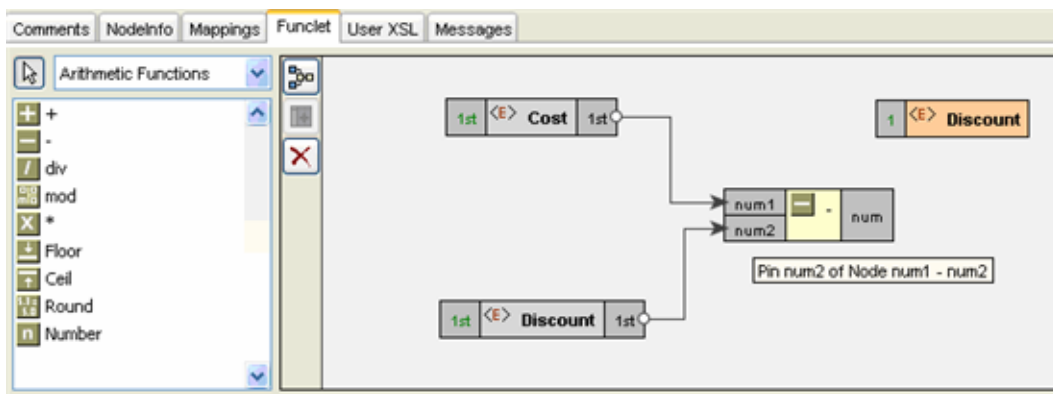 Comments NodeInfo Mappings Funclet User XSL Messages
Arithmetic Functions
+
-
div
mod
*
Floor
Ceil
Round
n Number
1st <E> Cost 1st
1 <E> Discount
num1
num2
- num
Pin num2 of Node num1 - num2
1st <E> Discount 1st